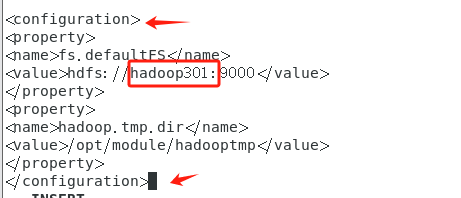 <configuration>
<property>
<name>fs.defaultFS</name>
<value>hdfs://hadoop301:9000</value>
</property>
<property>
<name>hadoop.tmp.dir</name>
<value>/opt/module/hadooptmp</value>
</property>
</configuration>
INSERT